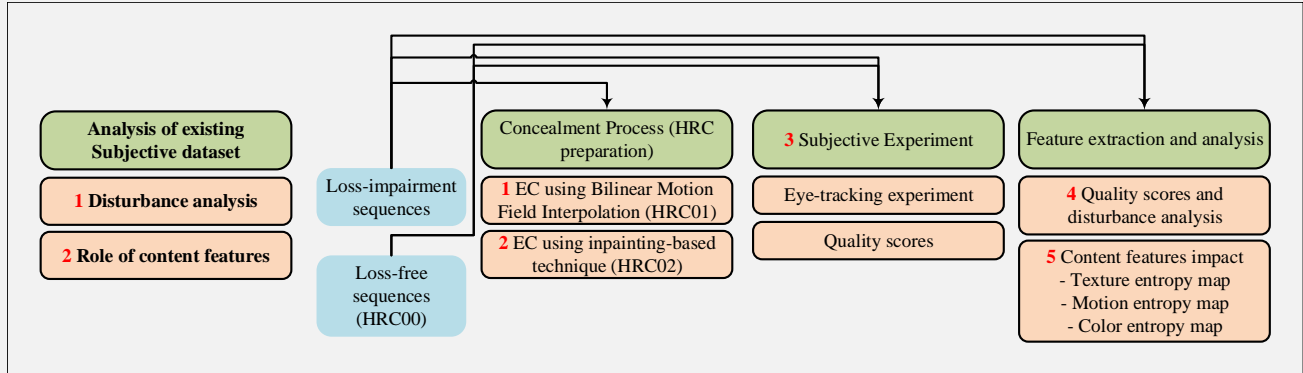 Analysis of existing
Subjective dataset
1 Disturbance analysis
2 Role of content features
Loss-impairment
sequences
Loss-free
sequences
(HRC00)
Concealment Process (HRC
preparation)
1 EC using Bilinear Motion
Field Interpolation (HRC01)
2 EC using inpainting-based
technique (HRC02)
3 Subjective Experiment
Eye-tracking experiment
Quality scores
Feature extraction and analysis
4 Quality scores and
disturbance analysis
5 Content features impact
- Texture entropy map
- Motion entropy map
- Color entropy map